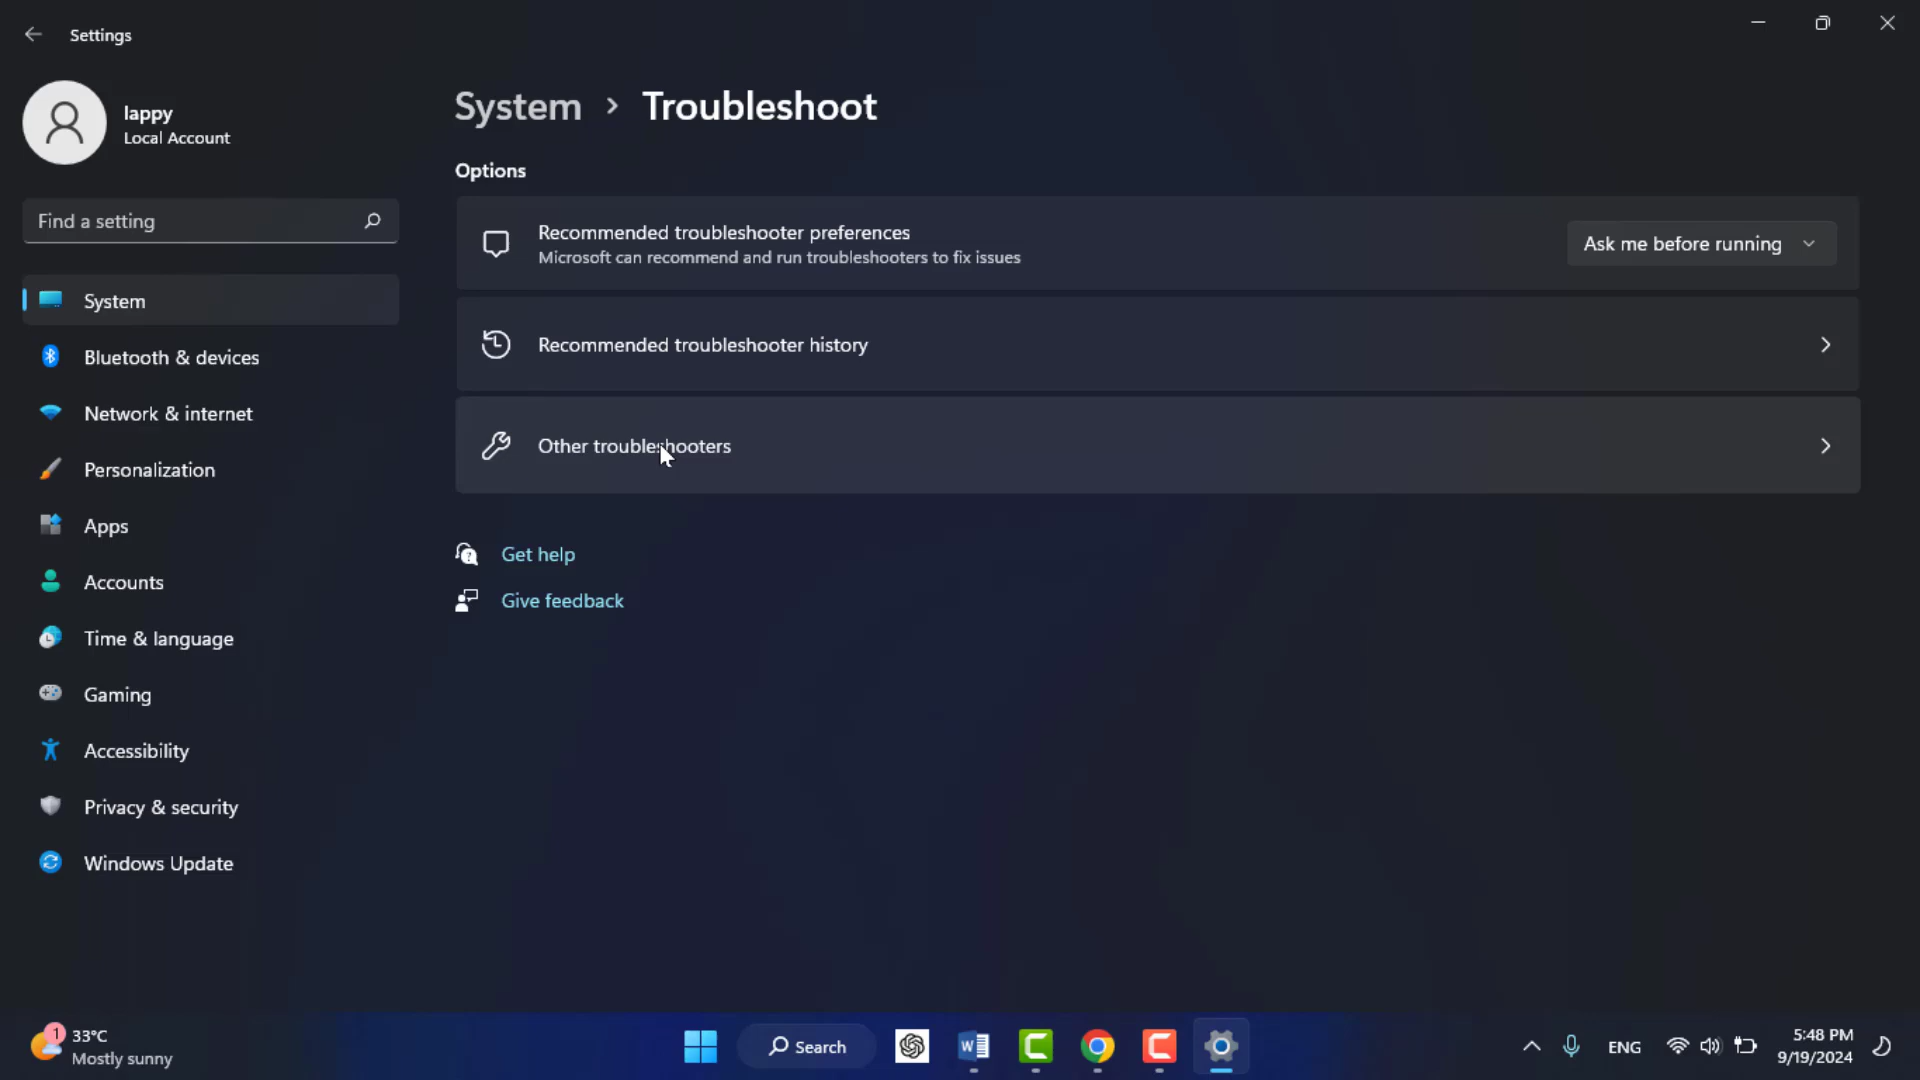 Settings
lappy
Local Account
Find a setting
System
Bluetooth & devices
Network & internet
Personalization
Apps
Accounts
Time & language
Gaming
Accessibility
Privacy & security
Windows Update
System > Troubleshoot
Options
Recommended troubleshooter preferences
Microsoft can recommend and run troubleshooters to fix issues
Ask me before running
Recommended troubleshooter history
Other troubleshooters
Get help
Give feedback
1
33°C
Mostly sunny
Search
W
ENG
5:48 PM
9/19/2024